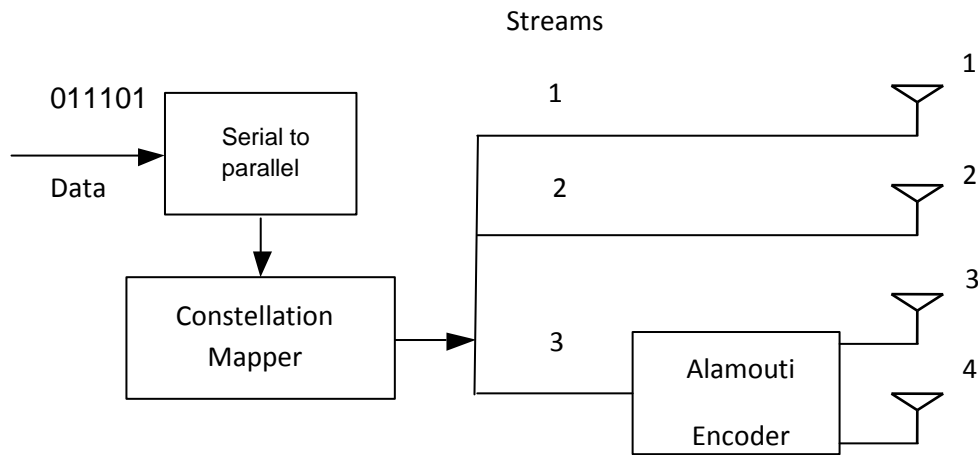 Streams
1
1
011101
Serial to
parallel
Data
2
2
Constellation
Mapper
3
3
Alamouti
Encoder
4